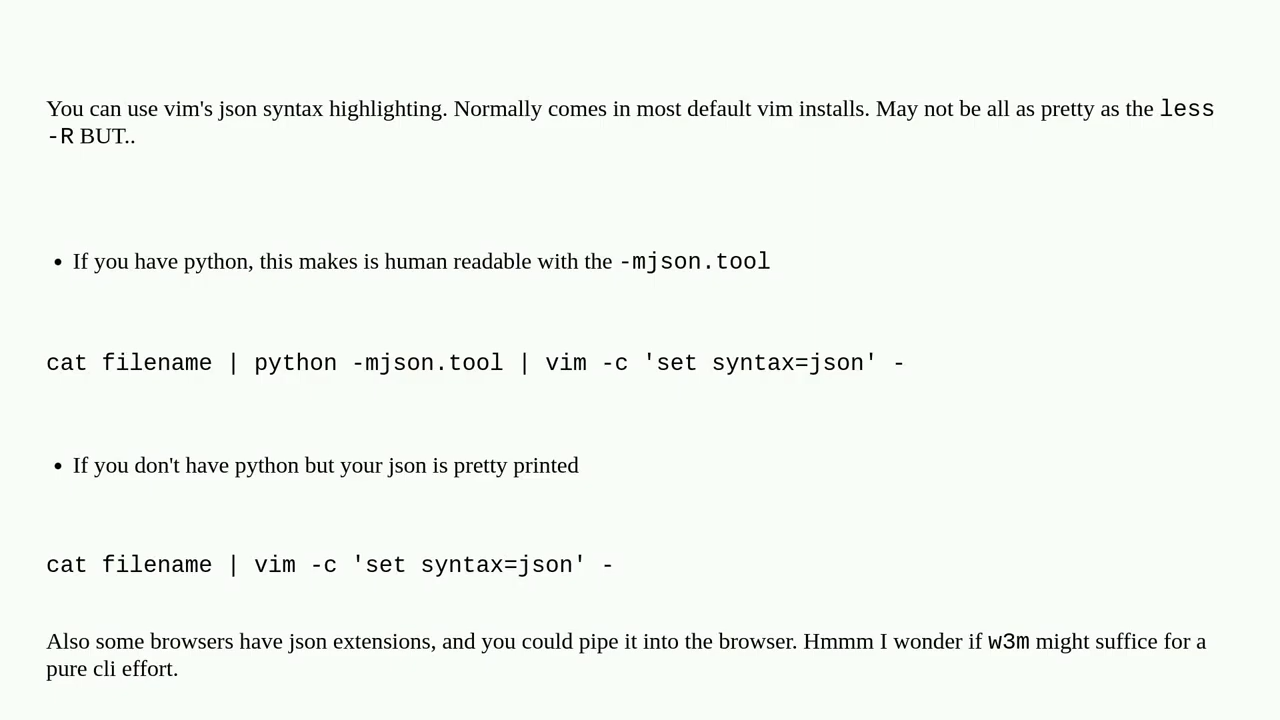 You can use vim's json syntax highlighting. Normally comes in most default vim installs. May not be all as pretty as the less
-R BUT..
• If you have python, this makes is human readable with the -mjson.tool
cat filename | python -mjson.tool | vim -c 'set syntax=json' -
• If you don't have python but your json is pretty printed
cat filename | vim -c 'set syntax=json' -
Also some browsers have json extensions, and you could pipe it into the browser. Hmmm I wonder if w3m might suffice for a
pure cli effort.